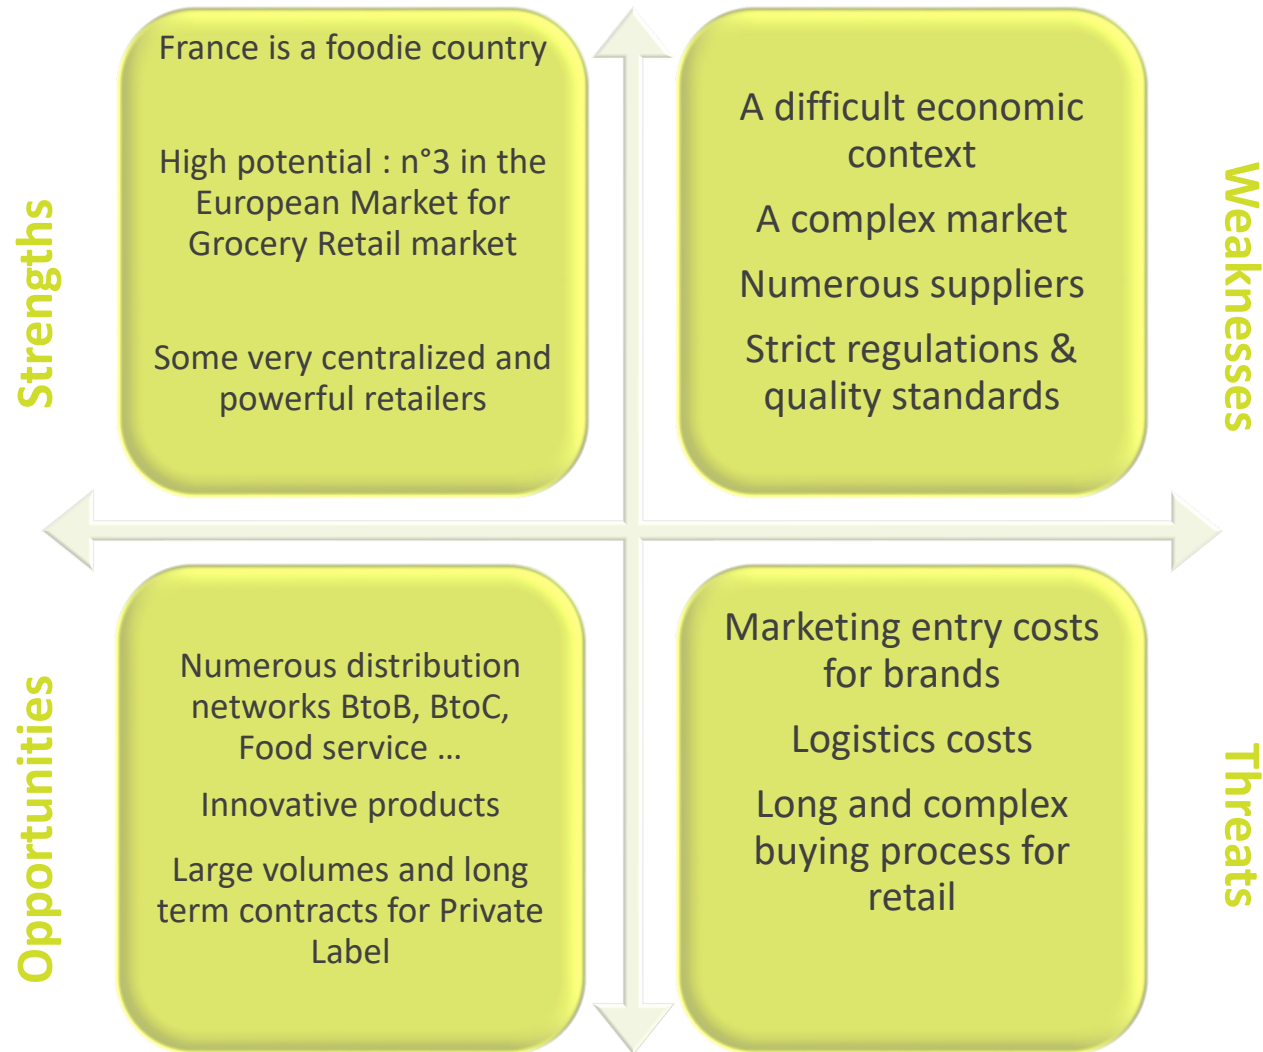 Strengths
France is a foodie country
High potential : n°3 in the
European Market for
Grocery Retail market
Some very centralized and
powerful retailers
Weaknesses
A difficult economic
context
A complex market
Numerous suppliers
Strict regulations &
quality standards
Opportunities
Numerous distribution
networks BtoB, BtoC,
Food service …
Innovative products
Large volumes and long
term contracts for Private
Label
Threats
Marketing entry costs
for brands
Logistics costs
Long and complex
buying process for
retail